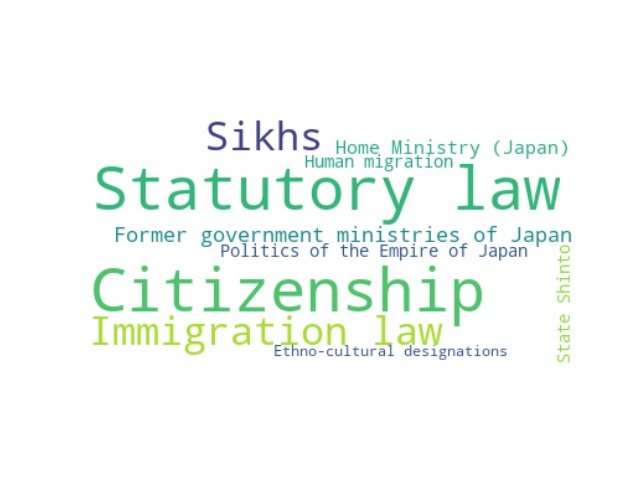 Sikhs
Home Ministry (Japan)
Human migration
Statutory law
Former government ministries of Japan
Politics of the Empire of Japan
State Shinto
Citizenship
Immigration law
Ethno-cultural designations